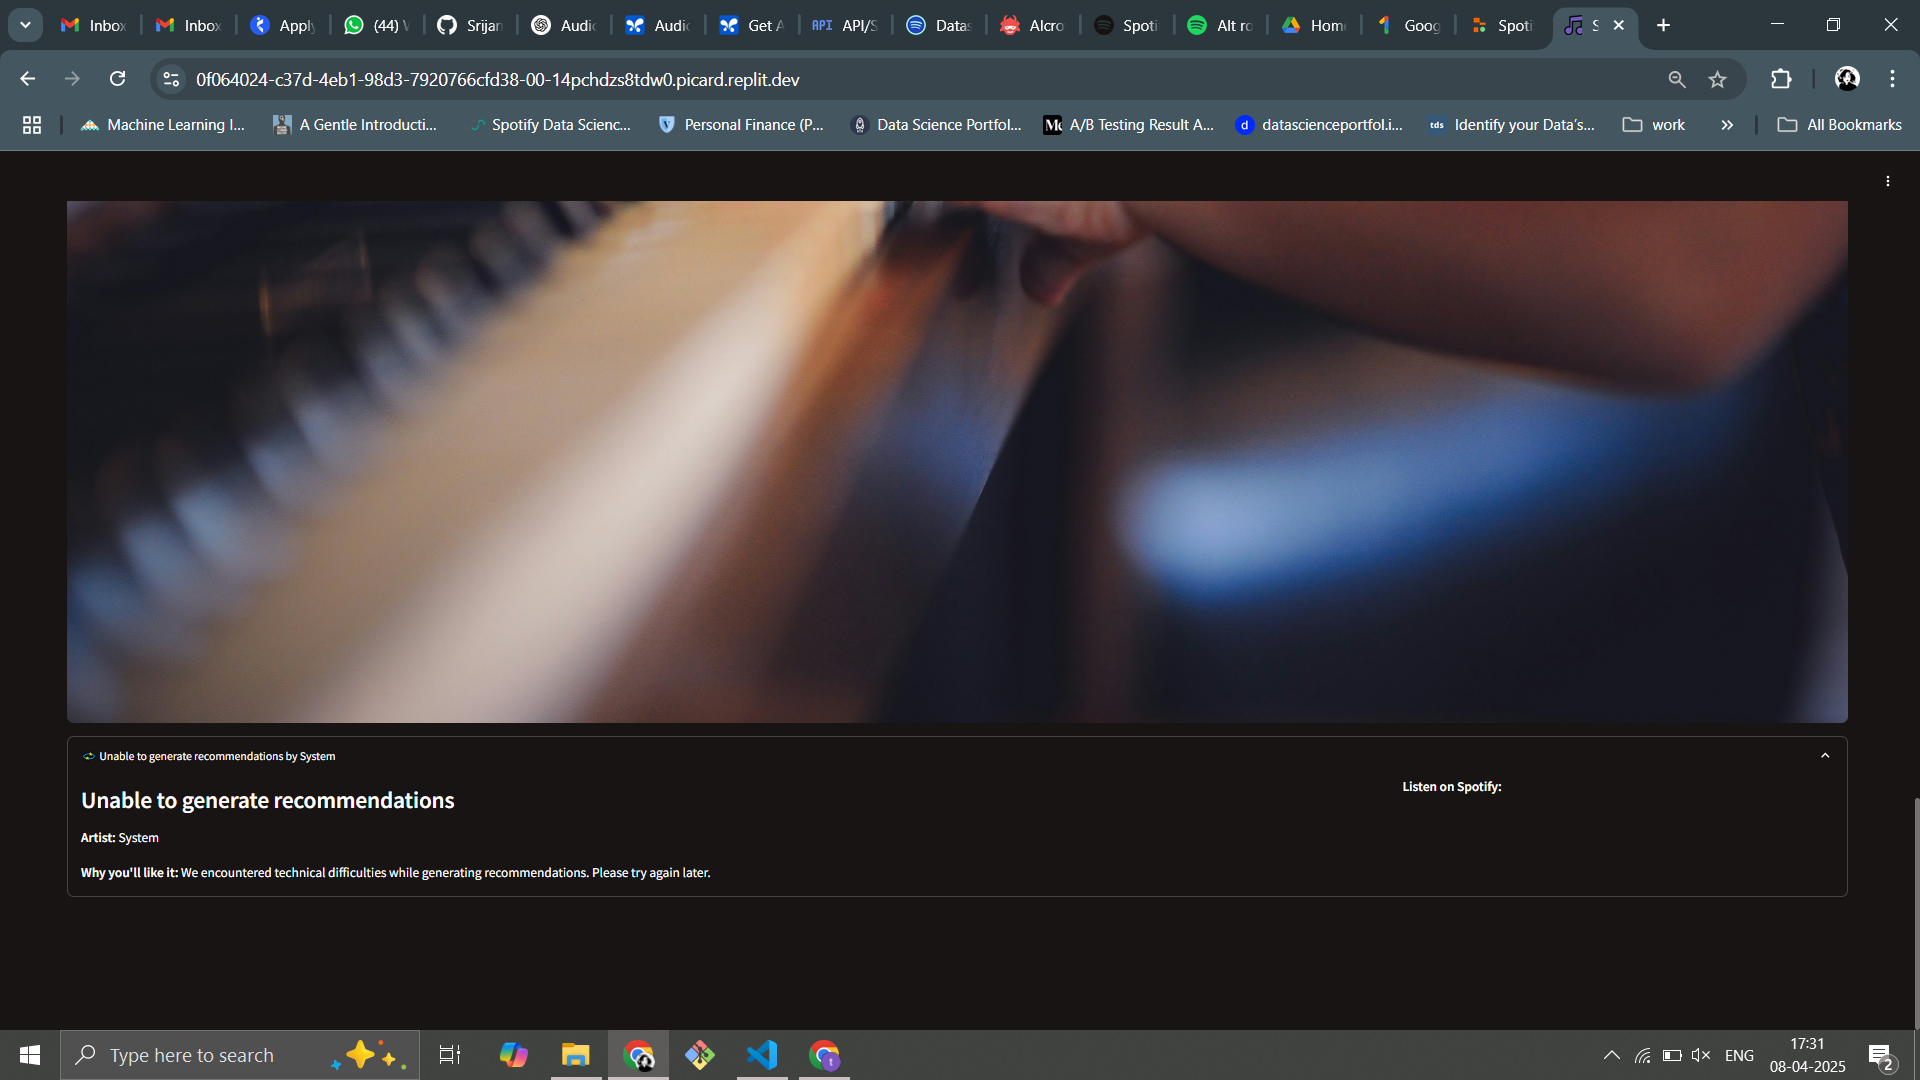 Inbox
Inbox
Apply
(44) W
Srijan
Audio
Audio
Get A
API API/S
Datas
AIcro
Spoti
Alt ro
Home
Goog
Spoti
S
0f064024-c37d-4eb1-98d3-7920766cfd38-00-14pchdzs8tdw0.picard.replit.dev
Machine Learning I...
A Gentle Introducti...
Spotify Data Scienc...
Personal Finance (P...
Data Science Portfol...
A/B Testing Result A...
d datascienceportfol.i...
tds Identify your Data's...
work
All Bookmarks
Unable to generate recommendations by System
Unable to generate recommendations
Listen on Spotify:
Artist: System
Why you'll like it: We encountered technical difficulties while generating recommendations. Please try again later.
Type here to search
ENG
17:31
08-04-2025
2